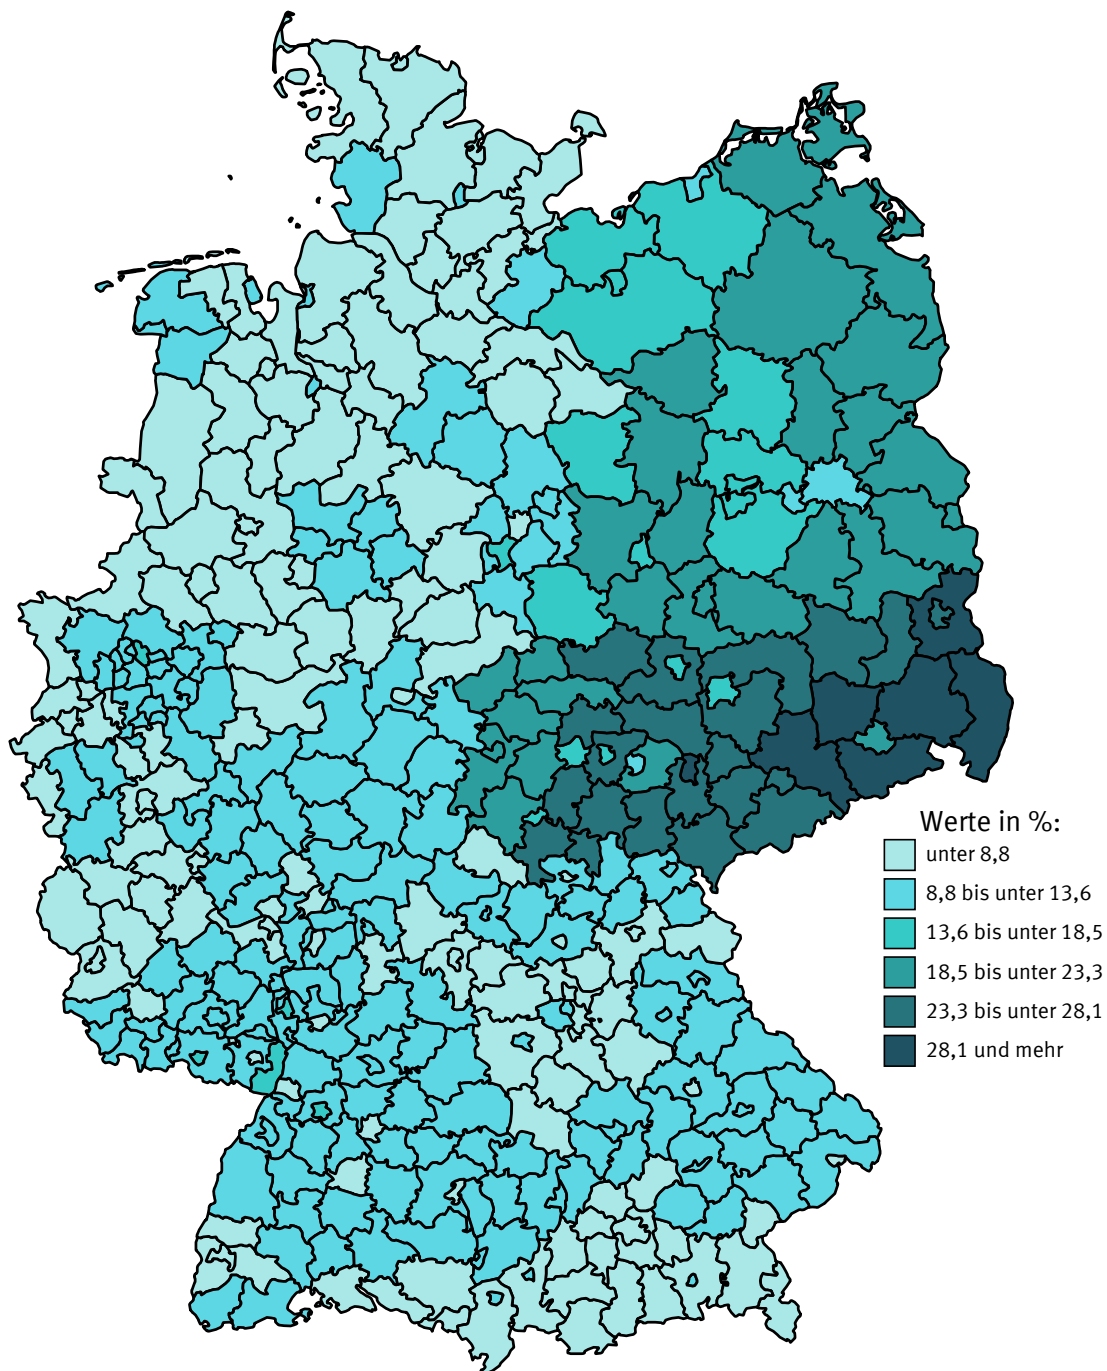 Werte in %:
unter 8,8
8,8 bis unter 13,6
13,6 bis unter 18,5
18,5 bis unter 23,3
23,3 bis unter 28,1
28,1 und mehr